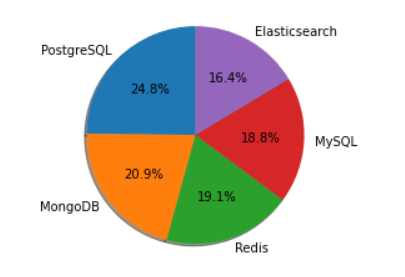 Elasticsearch
PostgreSQL
16.4%
24.8%
18.8%
MySQL
20.9%
19.1%
MongoDB
Redis